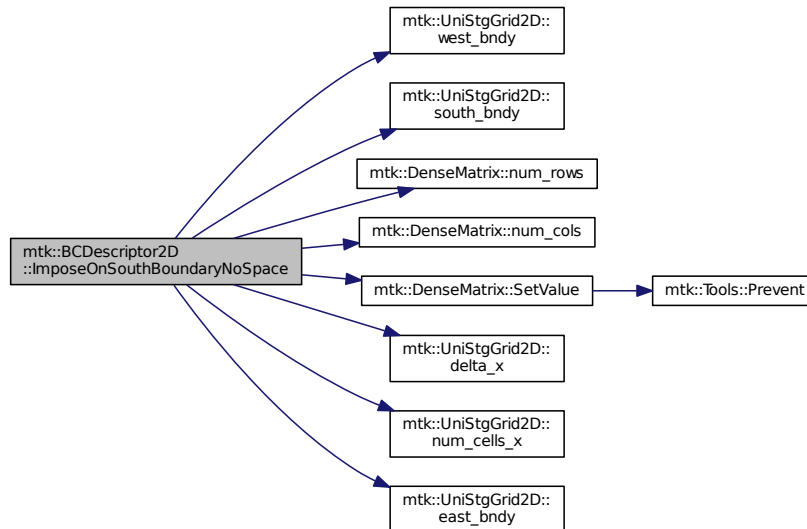 mtk::UniStgGrid2D::
west_bndy
mtk::UniStgGrid2D::
south_bndy
mtk::DenseMatrix::num_rows
mtk::BCDescriptor2D
::ImposeOnSouthBoundaryNoSpace
mtk::DenseMatrix::num_cols
mtk::DenseMatrix::SetValue
mtk::Tools::Prevent
mtk::UniStgGrid2D::
delta_x
mtk::UniStgGrid2D::
num_cells_x
mtk::UniStgGrid2D::
east_bndy